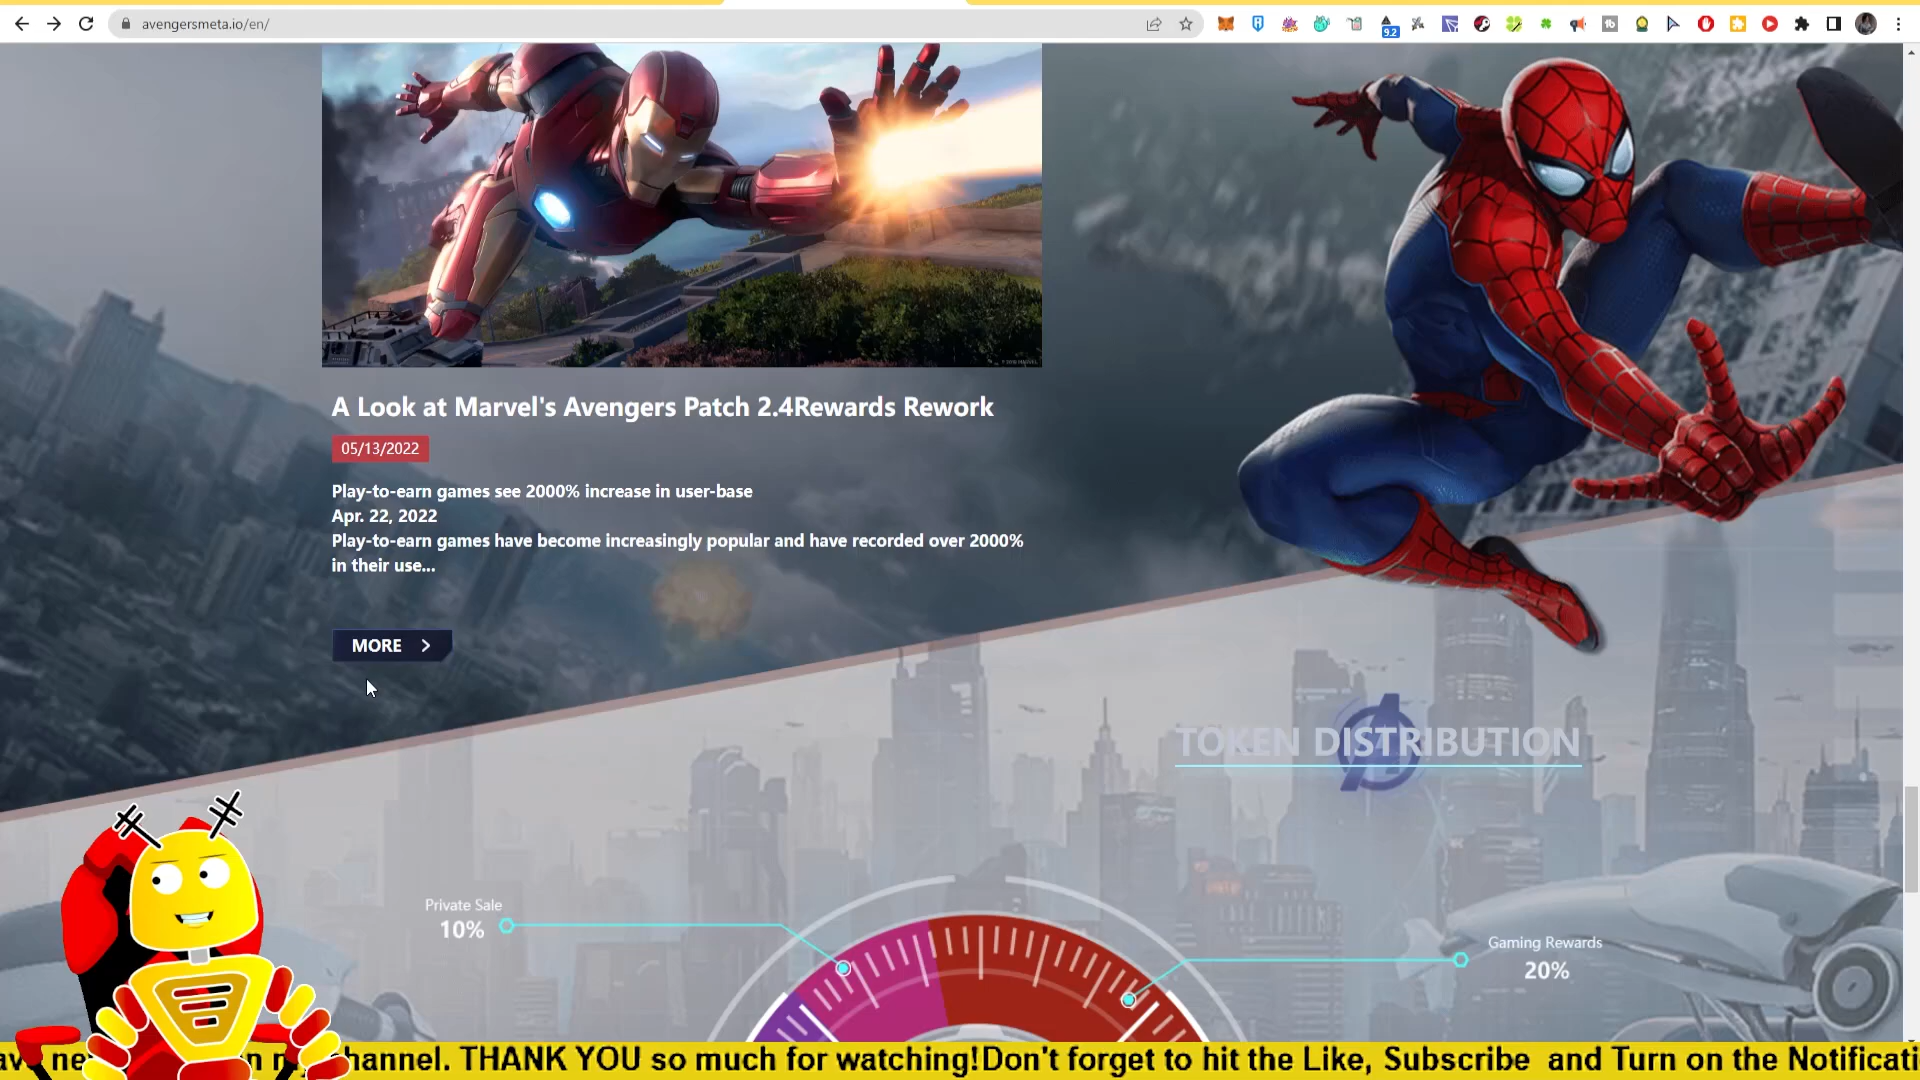 avengersmeta.io/en/
9.2
A Look at Marvel's Avengers Patch 2.4Rewards Rework
05/13/2022
Play-to-earn games see 2000% increase in user-base
Apr. 22, 2022
Play-to-earn games have become increasingly popular and have recorded over 2000%
in their use...
MORE >
TOKEN DISTRIBUTION
Private Sale
10%
Gaming Rewards
20%
hannel. THANK YOU so much for watching!Don't forget to hit the Like, Subscribe and Turn on the Notificati